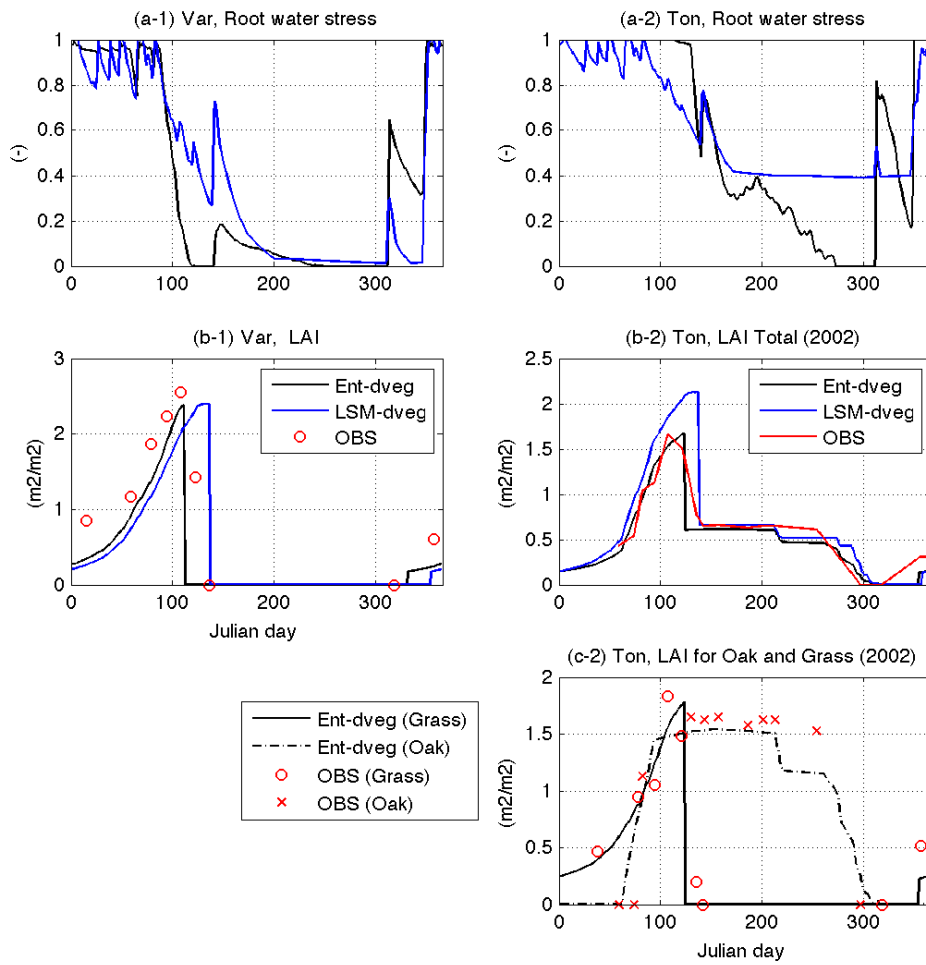 (a-1) Var, Root water stress
1
0.8
0.6
0.4
0.2
0
(-)
0
100
200
300
(a-2) Ton, Root water stress
1
0.8
0.6
0.4
0.2
0
(-)
0
100
200
300
(b-1) Var,  LAI
3
2
1
0
(m2/m2)
Ent-dveg
LSM-dveg
OBS
0
100
200
300
Julian day
(b-2) Ton, LAI Total (2002)
2.5
2
1.5
1
0.5
0
(m2/m2)
Ent-dveg
LSM-dveg
OBS
0
100
200
300
Ent-dveg (Grass)
Ent-dveg (Oak)
OBS (Grass)
OBS (Oak)
(c-2) Ton, LAI for Oak and Grass (2002)
2
1.5
1
0.5
0
(m2/m2)
0
100
200
300
Julian day